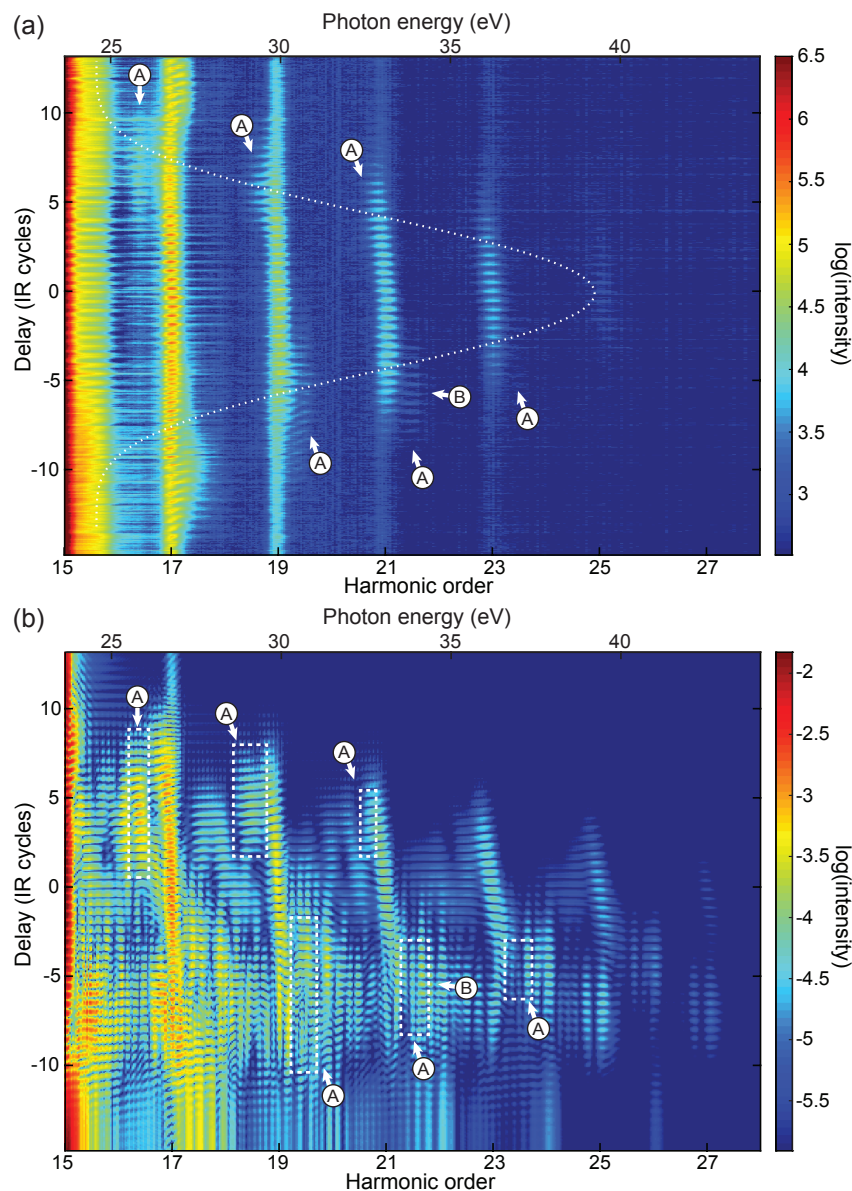 (a)
Photon energy (eV)
25 30 35 40
A
A
A
B
A
A
A
10
5
0
-5
-10
Delay (IR cycles)
15 17 19 21 23 25 27
Harmonic order
6.5
6
5.5
5
4.5
4
3.5
3
log(intensity)
(b)
Photon energy (eV)
25 30 35 40
A
A
A
B
A
A
A
10
5
0
-5
-10
Delay (IR cycles)
15 17 19 21 23 25 27
Harmonic order
-2
-2.5
-3
-3.5
-4
-4.5
-5
-5.5
log(intensity)